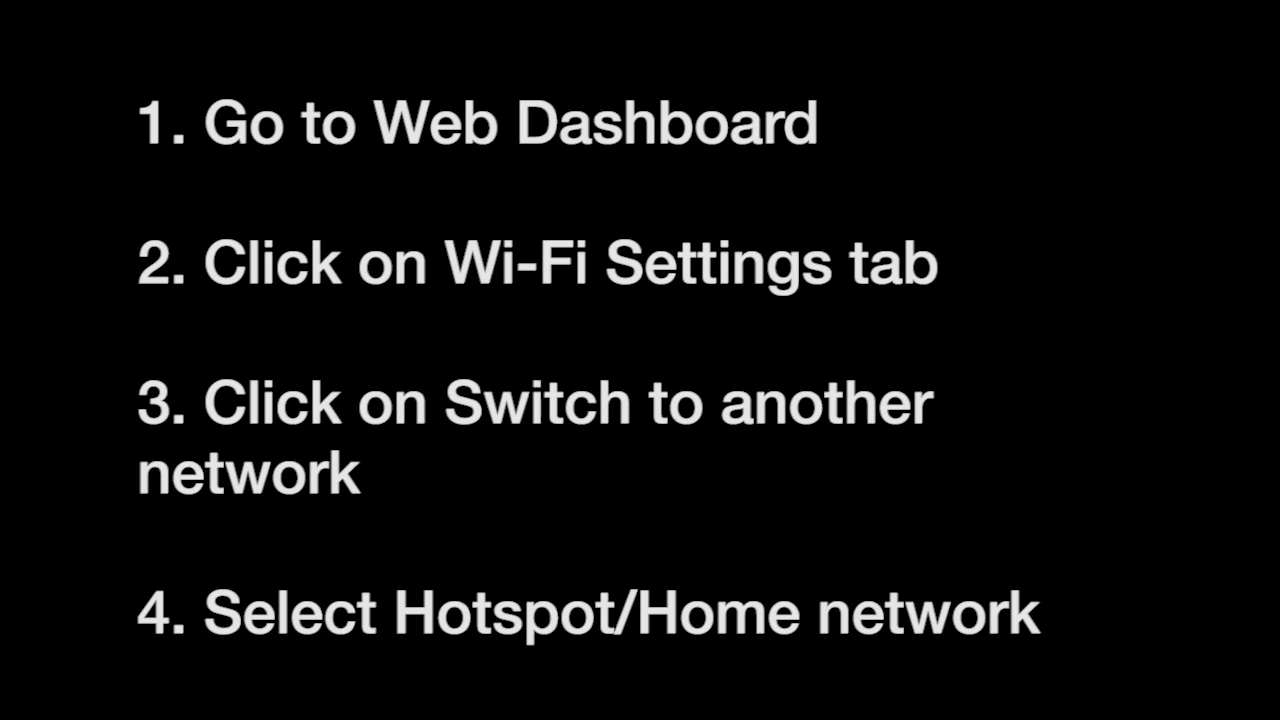 1. Go to Web Dashboard
2. Click on Wi-Fi Settings tab
3. Click on Switch to another
network
4. Select Hotspot/Home network